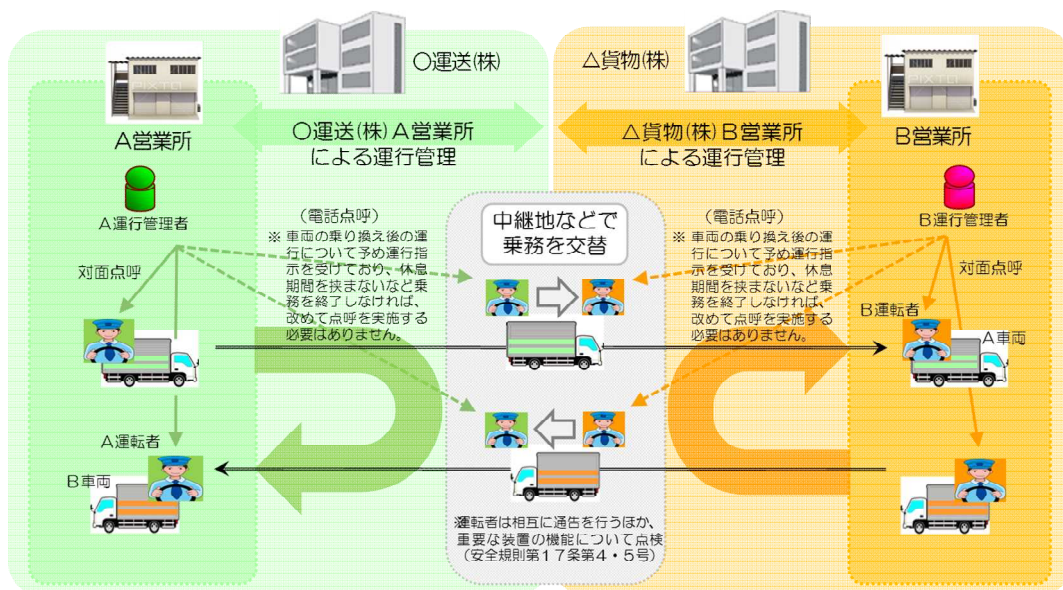 〇運送(株)
△貨物(株)
A営業所
B営業所
〇運送(株)A営業所
による運行管理
△貨物(株)B営業所
による運行管理
A運行管理者
B運行管理者
対面点呼
対面点呼
(電話点呼)
※ 車両の乗り換え後の運
行について予め運行指
示を受けており、休息
期間を挟まないなど乗
務を終了しなければ、
改めて点呼を実施する
必要はありません。
中継地などで
乗務を交替
(電話点呼)
※ 車両の乗り換え後の運
行について予め運行指
示を受けており、休息
期間を挟まないなど乗
務を終了しなければ、
改めて点呼を実施する
必要はありません。
B運転者
A車両
A運転者
B車両
※運転者は相互に通告を行うほか、
重要な装置の機能について点検
(安全規則第17条第4・5号)